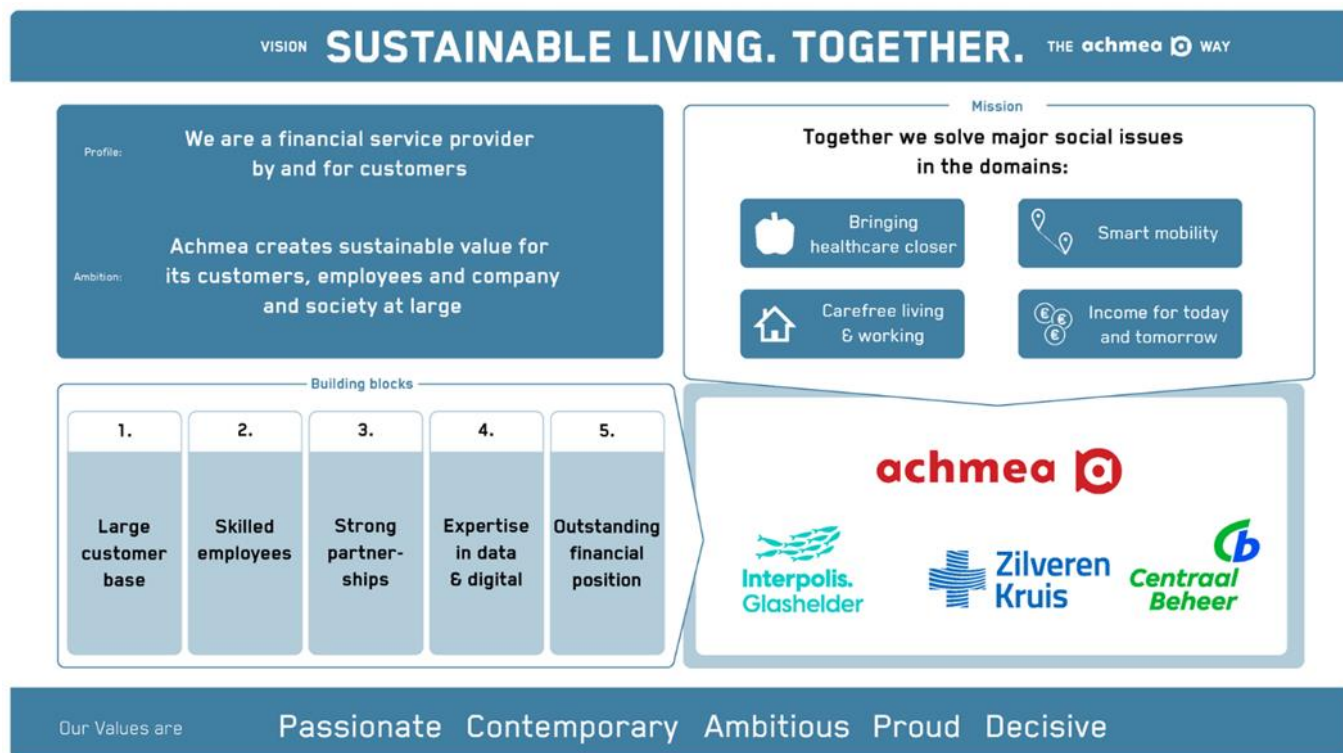 VISION SUSTAINABLE LIVING. TOGETHER. THE achmea WAY
Profile:
We are a financial service provider
by and for customers
Ambition:
Achmea creates sustainable value for
its customers, employees and company
and society at large
Mission
Together we solve major social issues
in the domains:
Bringing
healthcare closer
Smart mobility
Carefree living
& working
Income for today
and tomorrow
Building blocks
1.
Large
customer
base
2.
Skilled
employees
3.
Strong
partner-
ships
4.
Expertise
in data
& digital
5.
Outstanding
financial
position
achmea
Interpolis.
Glashelder
Zilveren
Kruis
Cb
Centraal
Beheer
Our Values are Passionate Contemporary Ambitious Proud Decisive